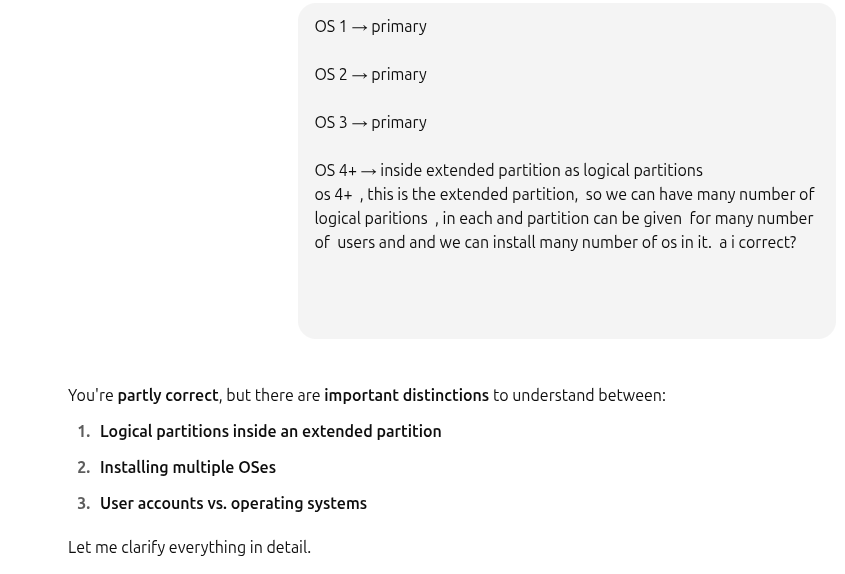 OS 1 → primary
OS 2 → primary
OS 3 → primary
OS 4+ → inside extended partition as logical partitions
os 4+  , this is the extended partition,  so we can have many number of
logical paritions  , in each and partition can be given  for many number
of  users and and we can install many number of os in it.  a i correct?
You're partly correct, but there are important distinctions to understand between:
1. Logical partitions inside an extended partition
2. Installing multiple OSes
3. User accounts vs. operating systems
Let me clarify everything in detail.